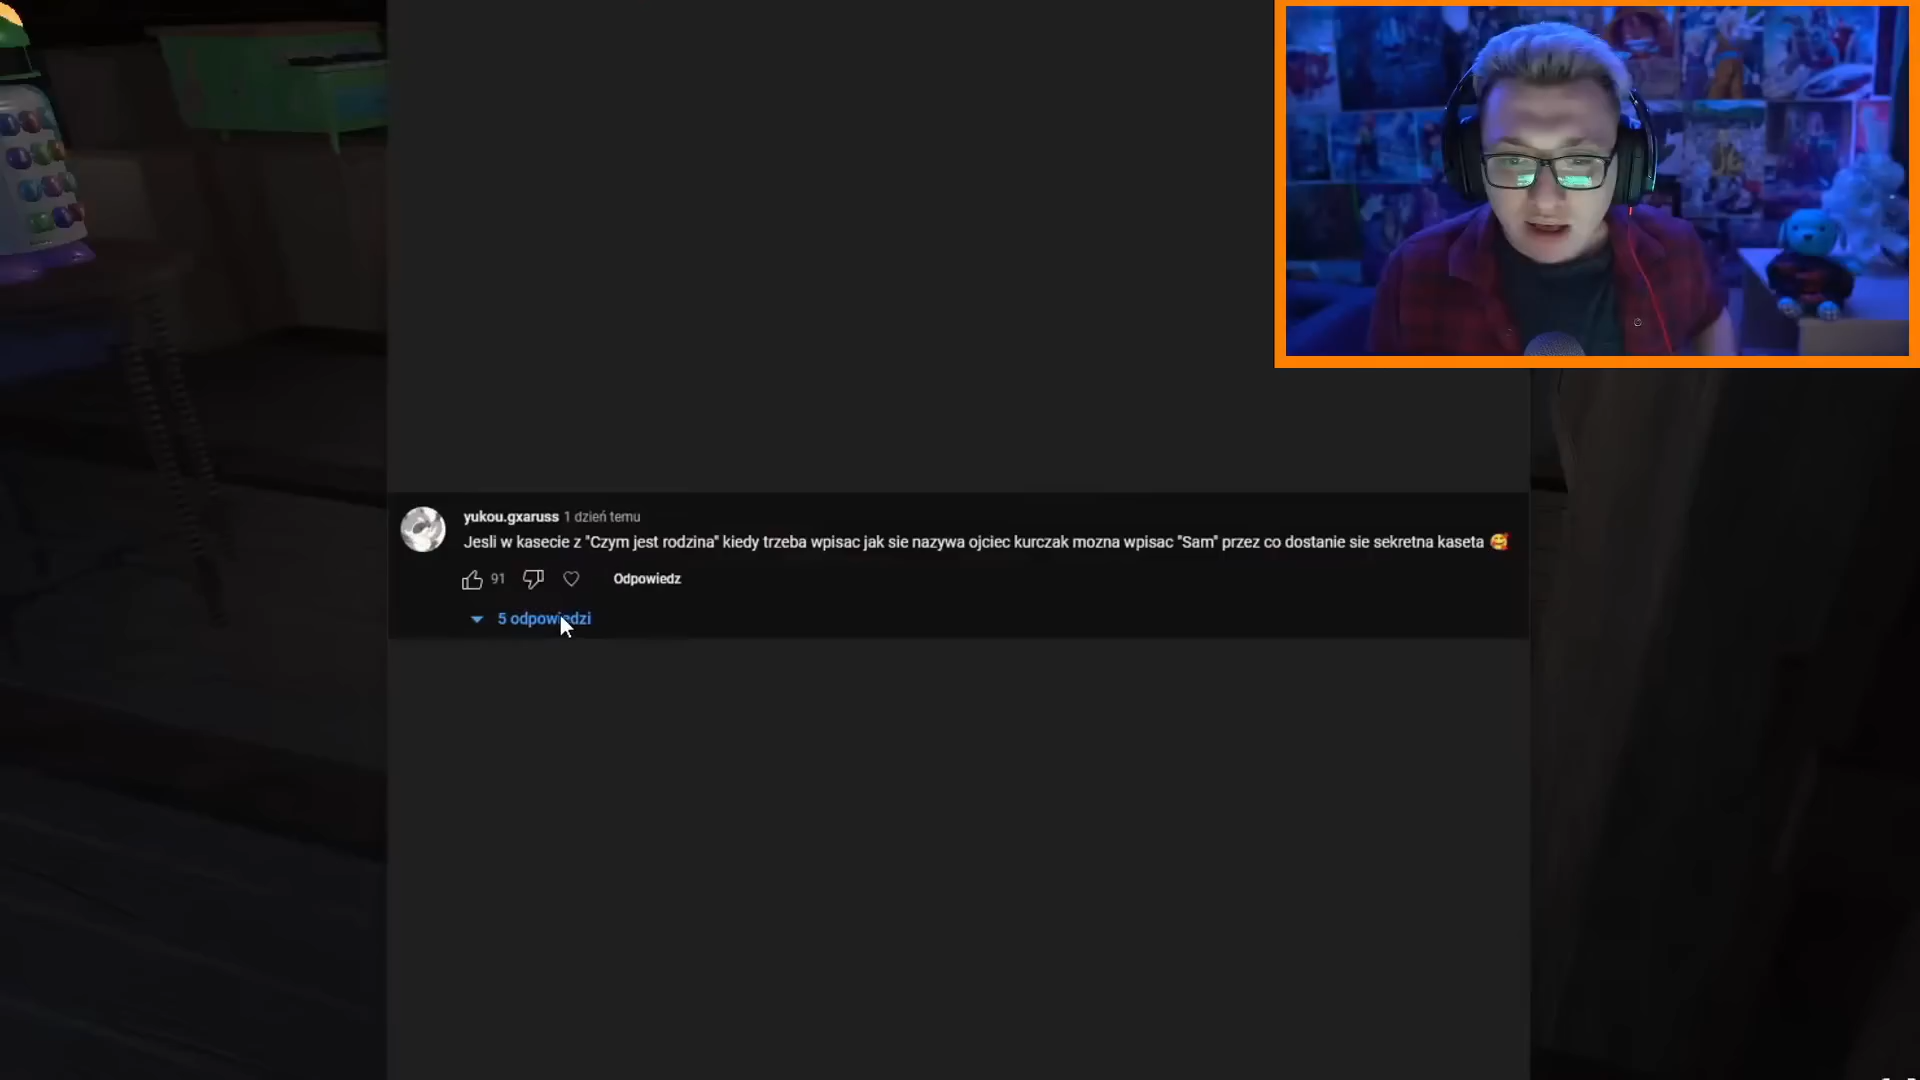 yukou.gxaruss 1 dzień temu
Jesli w kasecie z "Czym jest rodzina" kiedy trzeba wpisac jak sie nazywa ojciec kurczak mozna wpisac "Sam" przez co dostanie sie sekretna kaseta 🥰
91 Odpowiedz
5 odpowiedzi